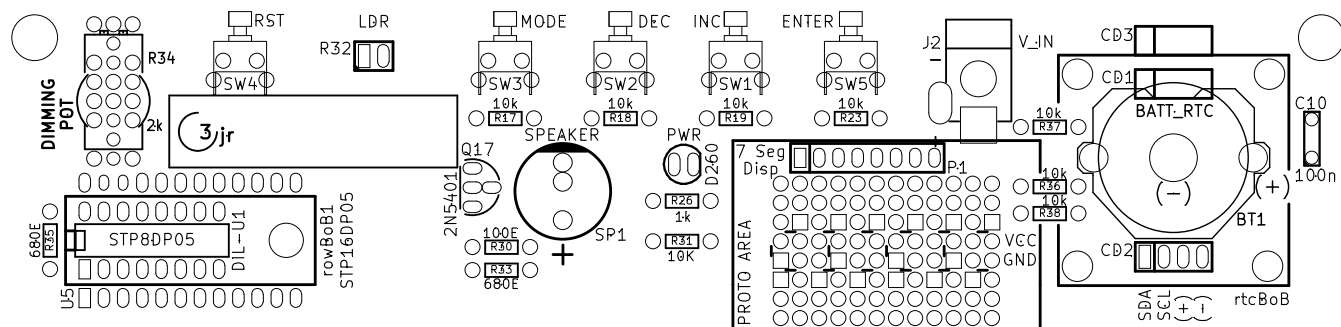 RST
LDR
MODE
DEC
INC
ENTER
J2
V_IN
CD3
R32
R34
SW4
SW3
SW2
SW1
SW5
CD1
DIMMING
POT
2k
3jr
10k
R17
10k
R18
10k
R19
10k
R23
10k
R37
BATT_RTC
C10
100n
Q17
2N5401
SPEAKER
SP1
PWR
D260
7 Seg
Disp
P1
R26
1k
R31
10K
10k
R36
10k
R38
(-)
(+)
BT1
680E
R35
STP8DP05
DIL-U1
U5
rowBoB1
STP16DP05
100E
R30
R33
680E
+
PROTO AREA
VCC
GND
CD2
SDA
SCL
(+)
(-)
rtcBoB